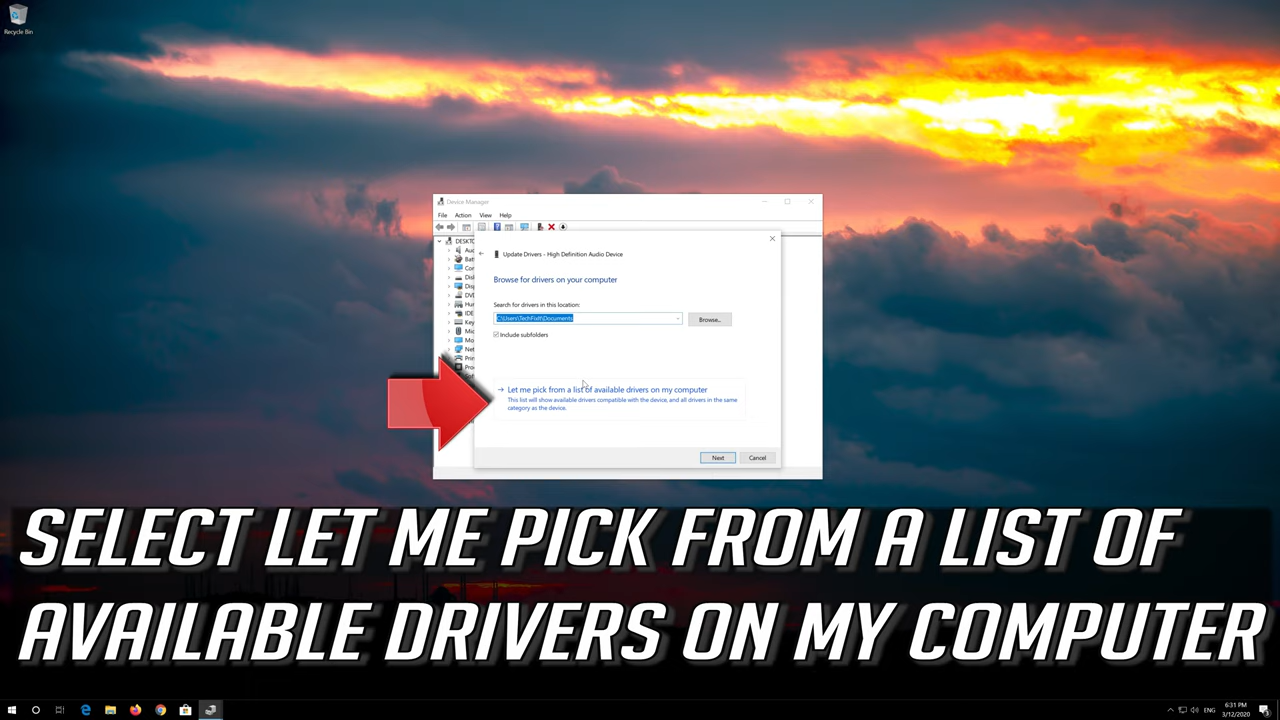 Recycle Bin
Device Manager
File Action View Help
DESKTO
Update Drivers - High Definition Audio Device
Browse for drivers on your computer
Search for drivers in this location:
C:\Users\TechFixIt\Documents
Browse...
Include subfolders
Let me pick from a list of available drivers on my computer
This list will show available drivers compatible with the device, and all drivers in the same
category as the device.
Next Cancel
SELECT LET ME PICK FROM A LIST OF
AVAILABLE DRIVERS ON MY COMPUTER
ENG
6:31 PM
3/12/2020